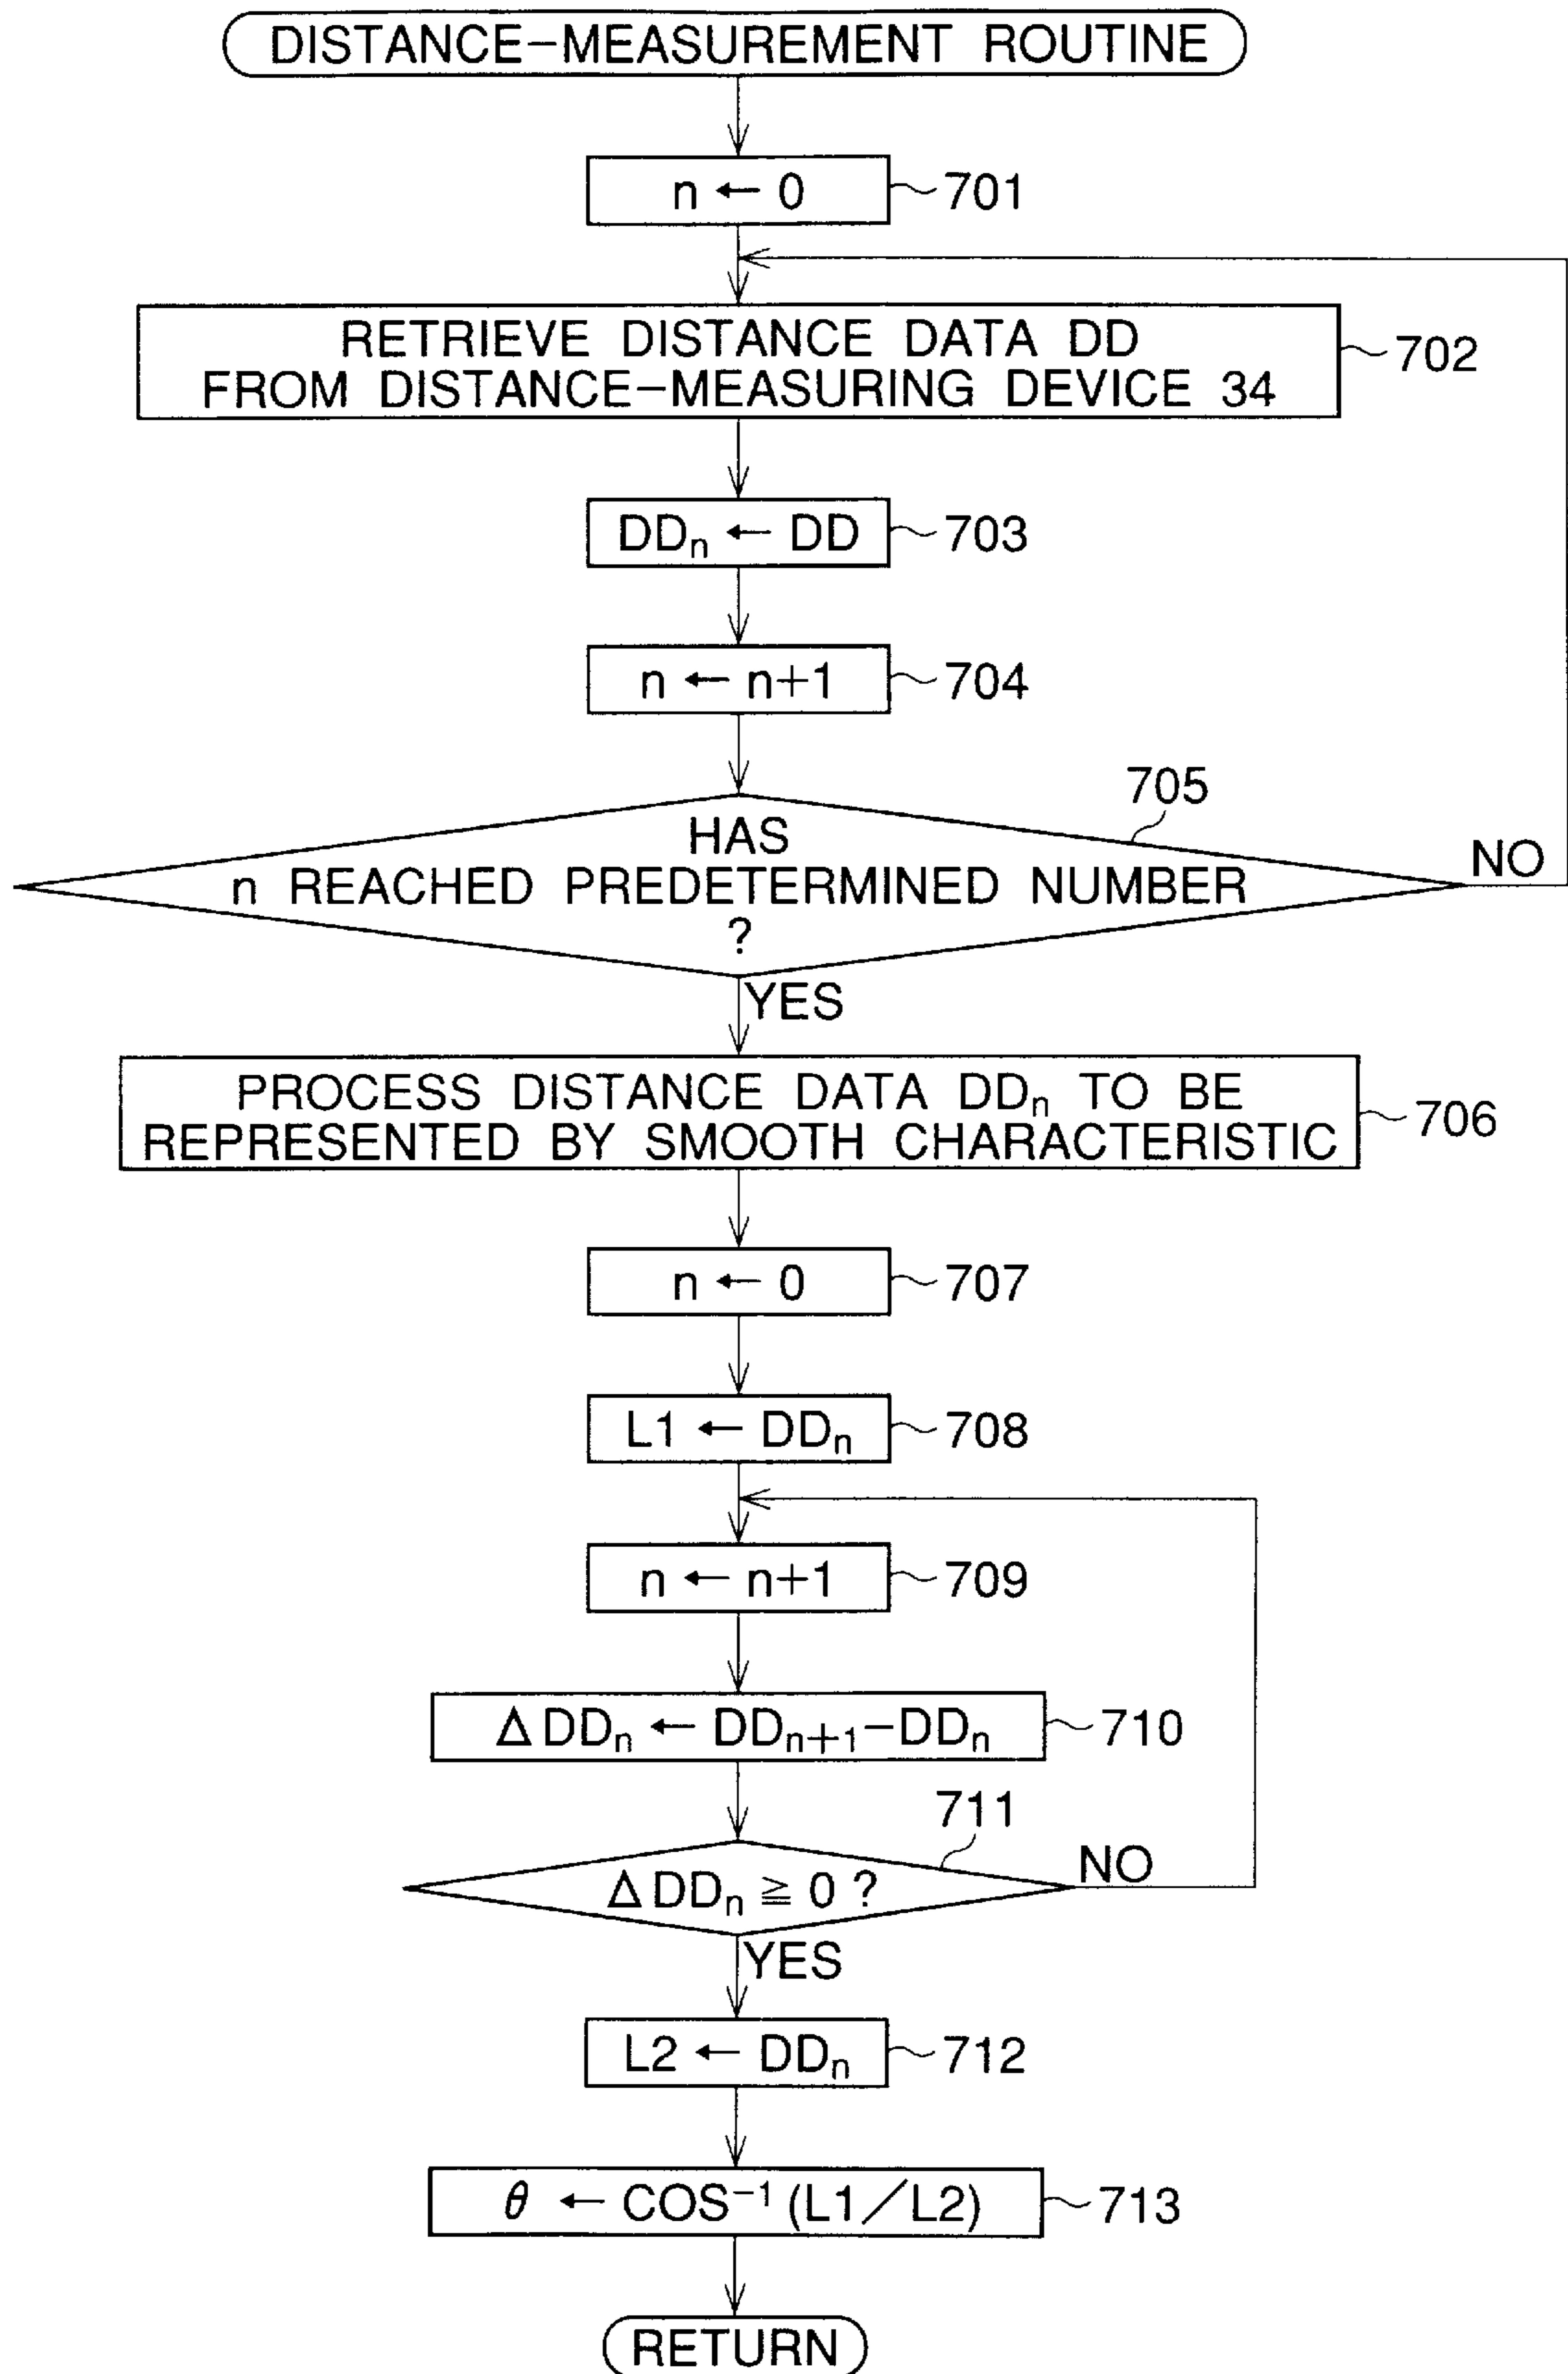 DISTANCE-MEASUREMENT ROUTINE
n ← 0
701
RETRIEVE DISTANCE DATA DD
FROM DISTANCE-MEASURING DEVICE 34
702
DDₙ ← DD
703
n ← n+1
704
705
HAS
n REACHED PREDETERMINED NUMBER
?
NO
YES
PROCESS DISTANCE DATA DDₙ TO BE
REPRESENTED BY SMOOTH CHARACTERISTIC
706
n ← 0
707
L1 ← DDₙ
708
n ← n+1
709
Δ DDₙ ← DDₙ₊₁−DDₙ
710
711
Δ DDₙ ≧ 0 ?
NO
YES
L2 ← DDₙ
712
θ ← COS⁻¹ (L1/L2)
713
RETURN